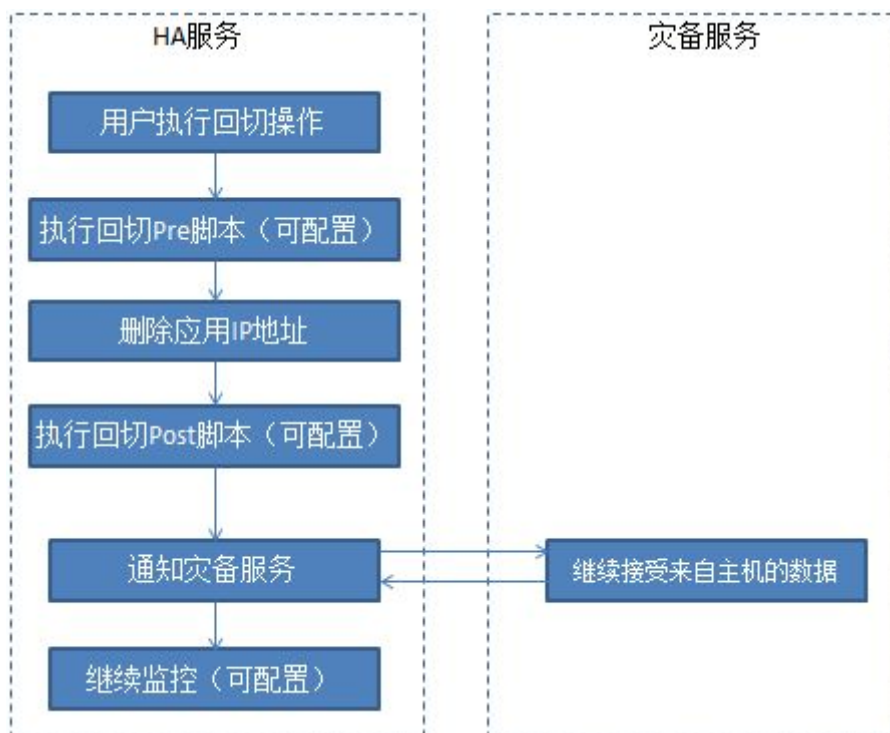 HA服务
灾备服务
用户执行回切操作
执行回切Pre脚本（可配置）
删除应用IP地址
执行回切Post脚本（可配置）
通知灾备服务
继续接受来自主机的数据
继续监控（可配置）